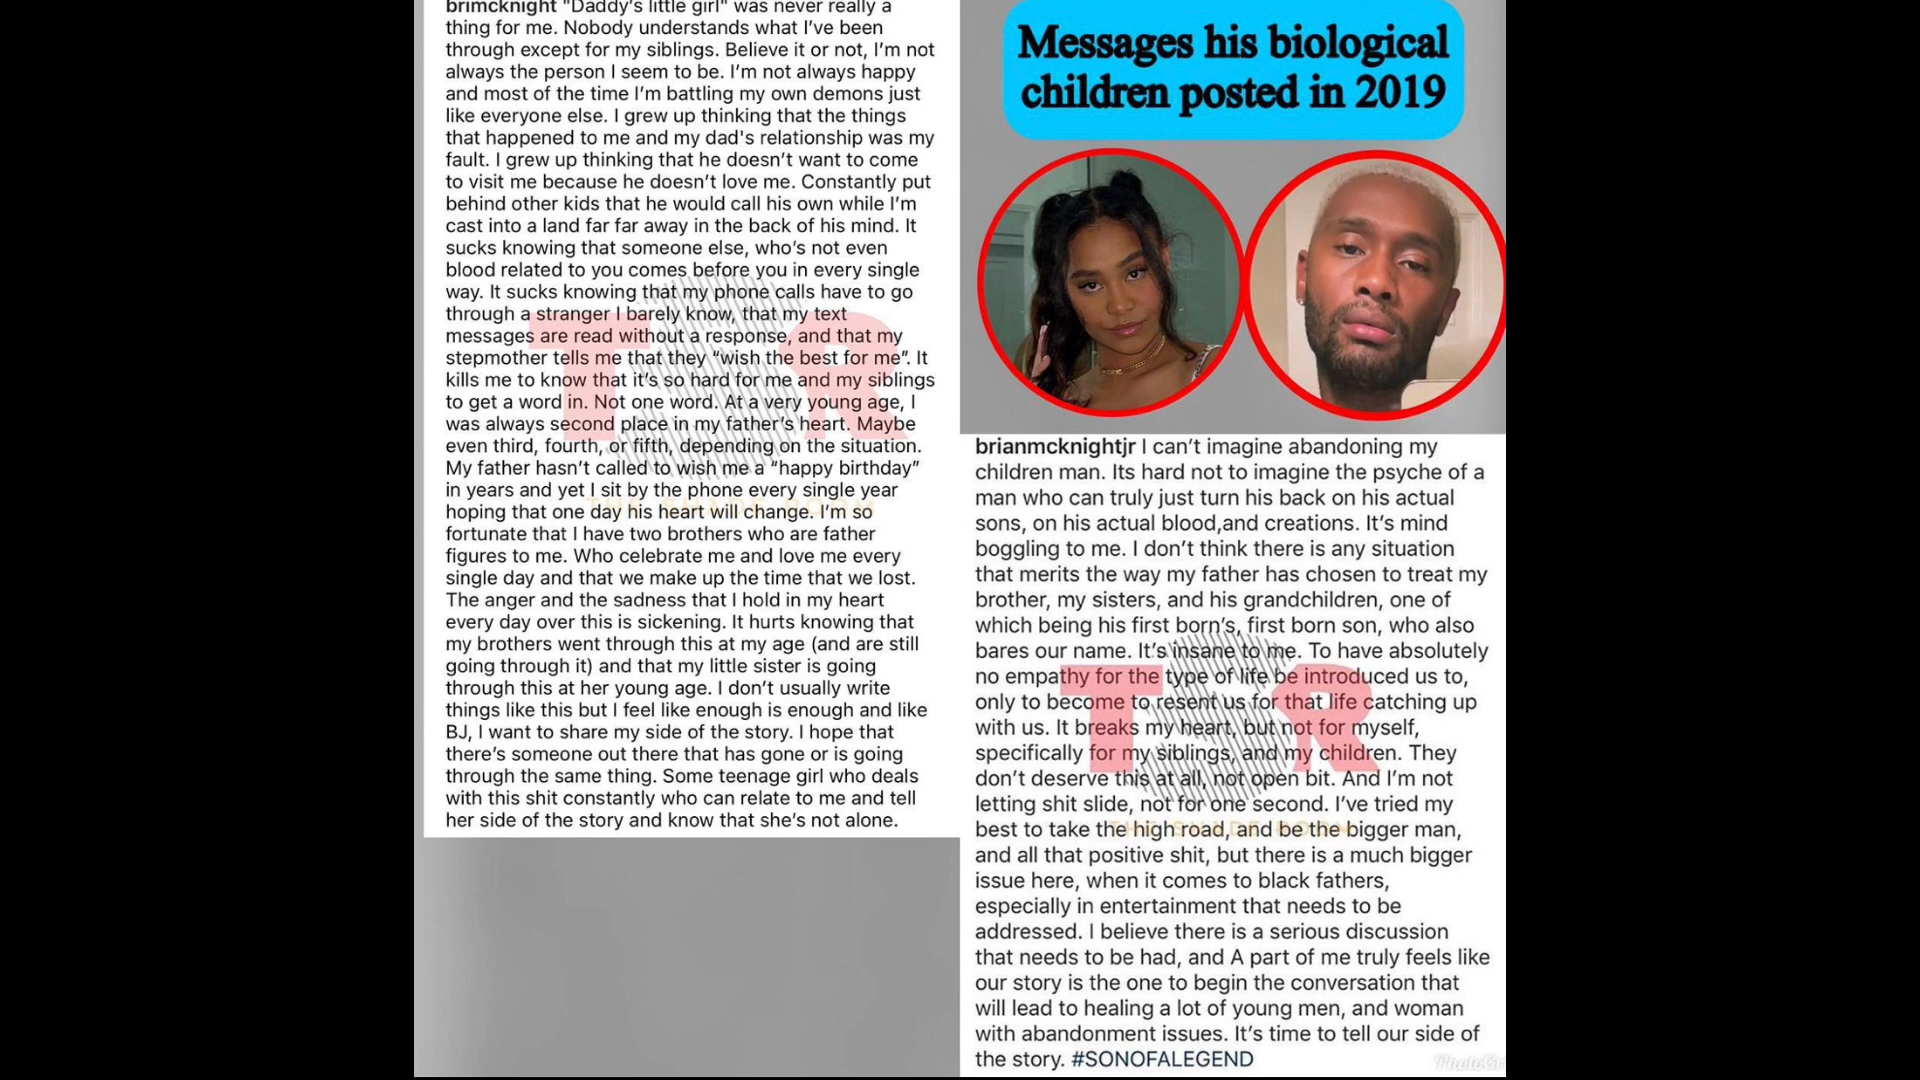 brimcknight "Daddy's little girl" was never really a
thing for me. Nobody understands what I've been
through except for my siblings. Believe it or not, I'm not
always the person I seem to be. I'm not always happy
and most of the time I'm battling my own demons just
like everyone else. I grew up thinking that the things
that happened to me and my dad's relationship was my
fault. I grew up thinking that he doesn't want to come
to visit me because he doesn't love me. Constantly put
behind other kids that he would call his own while I'm
cast into a land far far away in the back of his mind. It
sucks knowing that someone else, who's not even
blood related to you comes before you in every single
way. It sucks knowing that my phone calls have to go
through a stranger I barely know, that my text
messages are read without a response, and that my
stepmother tells me that they “wish the best for me”. It
kills me to know that it's so hard for me and my siblings
to get a word in. Not one word. At a very young age, I
was always second place in my father's heart. Maybe
even third, fourth, or fifth, depending on the situation.
My father hasn't called to wish me a “happy birthday”
in years and yet I sit by the phone every single year
hoping that one day his heart will change. I'm so
fortunate that I have two brothers who are father
figures to me. Who celebrate me and love me every
single day and that we make up the time that we lost.
The anger and the sadness that I hold in my heart
every day over this is sickening. It hurts knowing that
my brothers went through this at my age (and are still
going through it) and that my little sister is going
through this at her young age. I don't usually write
things like this but I feel like enough is enough and like
BJ, I want to share my side of the story. I hope that
there's someone out there that has gone or is going
through the same thing. Some teenage girl who deals
with this shit constantly who can relate to me and tell
her side of the story and know that she's not alone.
TSR
THE SHADE ROOM
Messages his biological
children posted in 2019
brianmcknightjr I can't imagine abandoning my
children man. Its hard not to imagine the psyche of a
man who can truly just turn his back on his actual
sons, on his actual blood,and creations. It's mind
boggling to me. I don't think there is any situation
that merits the way my father has chosen to treat my
brother, my sisters, and his grandchildren, one of
which being his first born's, first born son, who also
bares our name. It's insane to me. To have absolutely
no empathy for the type of life be introduced us to,
only to become to resent us for that life catching up
with us. It breaks my heart, but not for myself,
specifically for my siblings, and my children. They
don't deserve this at all, not open bit. And I'm not
letting shit slide, not for one second. I've tried my
best to take the high road, and be the bigger man,
and all that positive shit, but there is a much bigger
issue here, when it comes to black fathers,
especially in entertainment that needs to be
addressed. I believe there is a serious discussion
that needs to be had, and A part of me truly feels like
our story is the one to begin the conversation that
will lead to healing a lot of young men, and woman
with abandonment issues. It's time to tell our side of
the story. #SONOFALEGEND
TSR
THE SHADE ROOM
PhotoGr